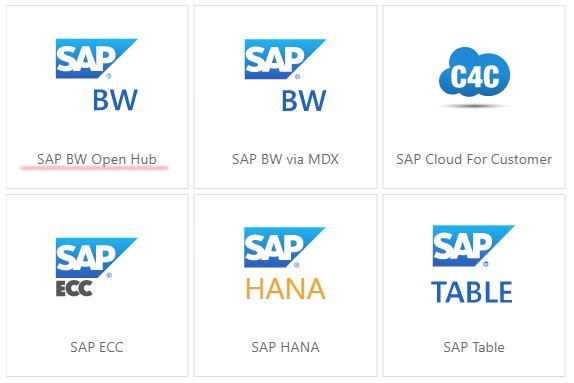 SAP
BW
SAP BW Open Hub
SAP
BW
SAP BW via MDX
C4C
SAP Cloud For Customer
SAP
ECC
SAP ECC
SAP
HANA
SAP HANA
SAP
TABLE
SAP Table